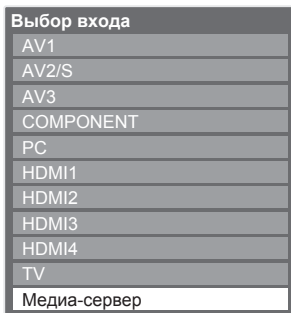 Выбор входа
AV1
AV2/S
AV3
COMPONENT
PC
HDMI1
HDMI2
HDMI3
HDMI4
TV
Медиа-сервер